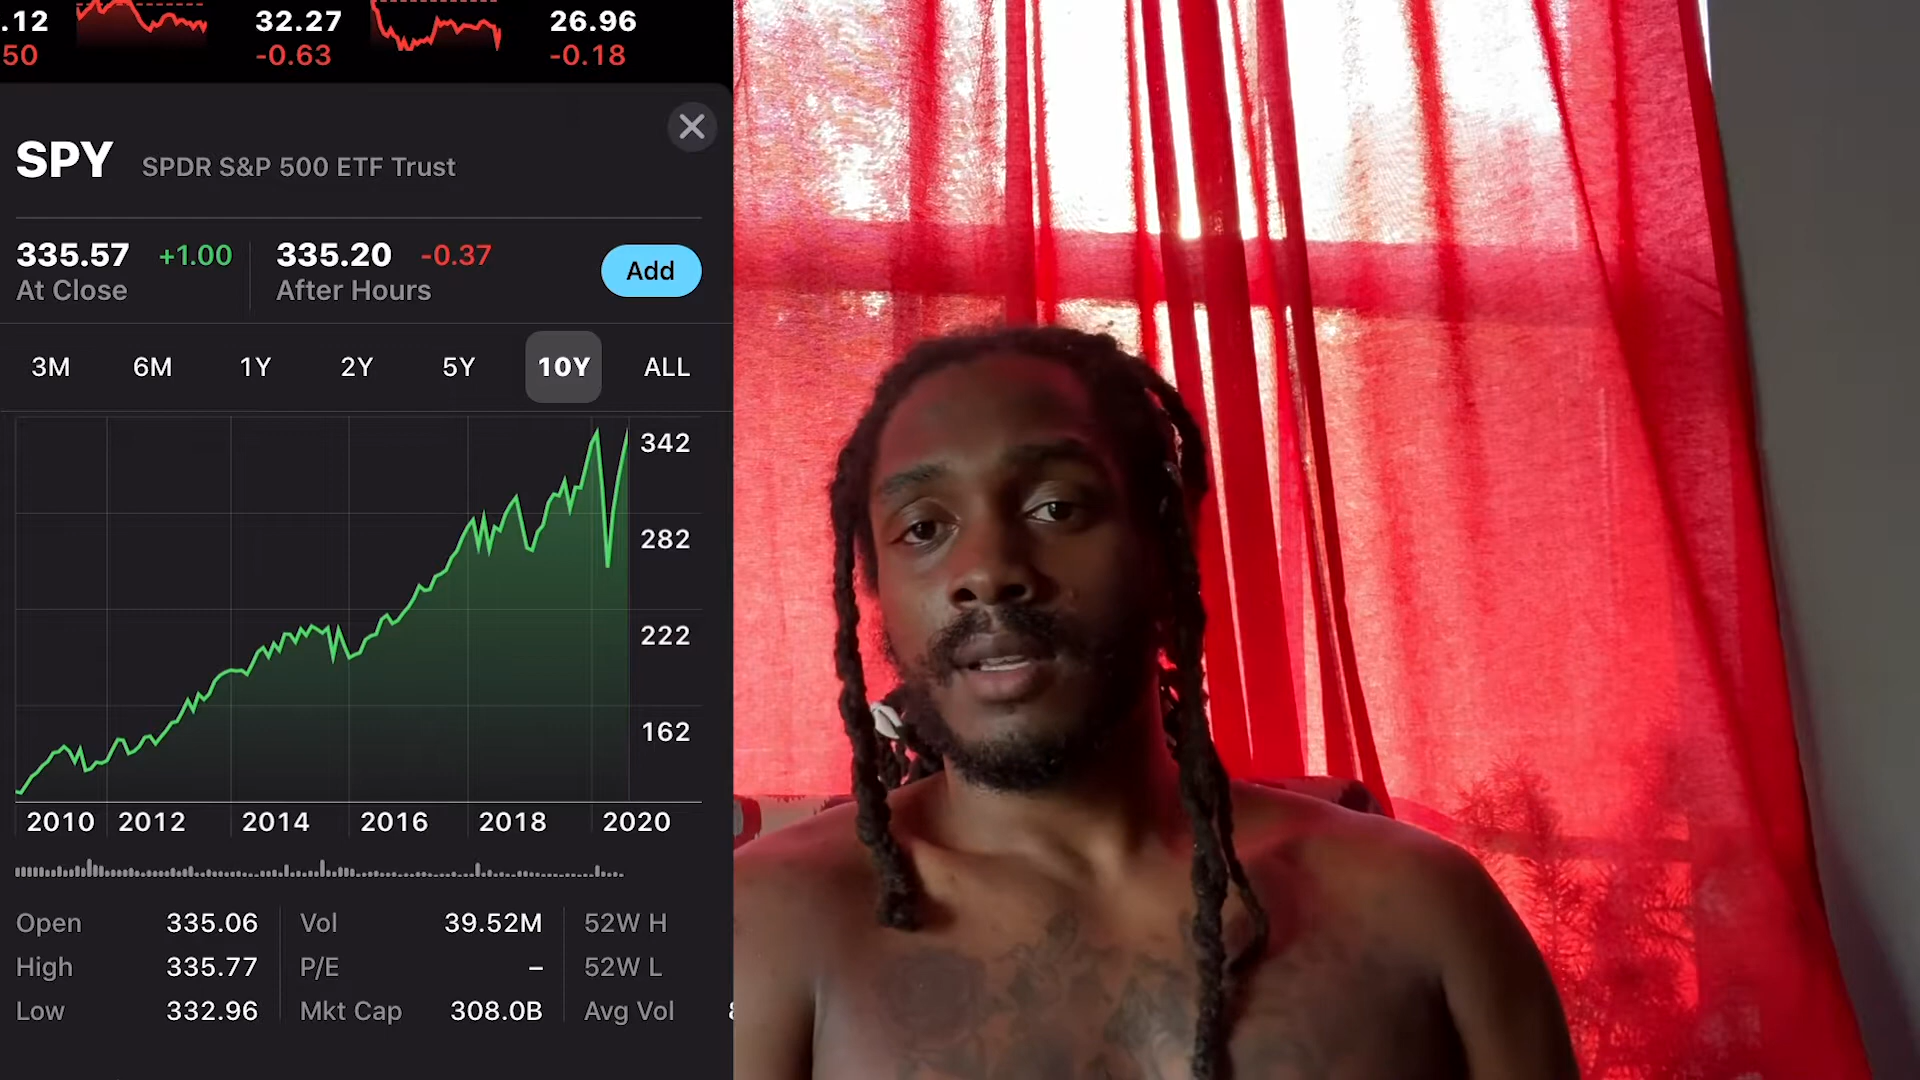 .12 32.27 26.96
50 -0.63 -0.18
SPY SPDR S&P 500 ETF Trust
335.57 +1.00 335.20 -0.37
At Close After Hours Add
3M 6M 1Y 2Y 5Y 10Y ALL
342
282
222
162
2010 2012 2014 2016 2018 2020
Open 335.06 Vol 39.52M 52W H
High 335.77 P/E – 52W L
Low 332.96 Mkt Cap 308.0B Avg Vol